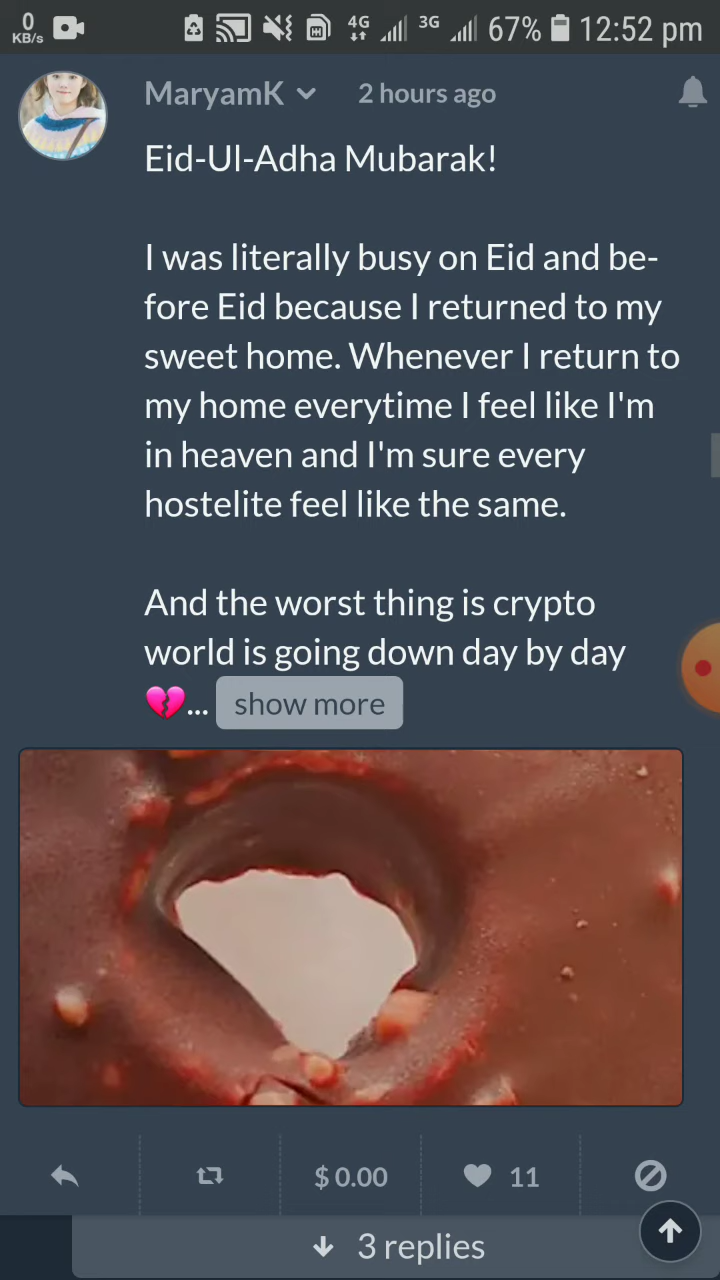 0
KB/s
4G 3G 67% 12:52 pm
MaryamK 2 hours ago
Eid-Ul-Adha Mubarak!
I was literally busy on Eid and be-
fore Eid because I returned to my
sweet home. Whenever I return to
my home everytime I feel like I'm
in heaven and I'm sure every
hostelite feel like the same.
And the worst thing is crypto
world is going down day by day
💔... show more
$ 0.00 11
3 replies